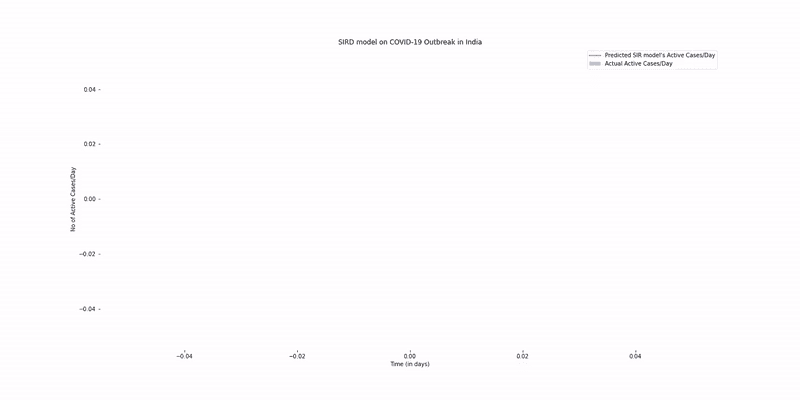 SIRD model on COVID-19 Outbreak in India
Predicted SIR model's Active Cases/Day
Actual Active Cases/Day
0.04
0.02
0.00
−0.02
−0.04
No of Active Cases/Day
−0.04
−0.02
0.00
0.02
0.04
Time (in days)